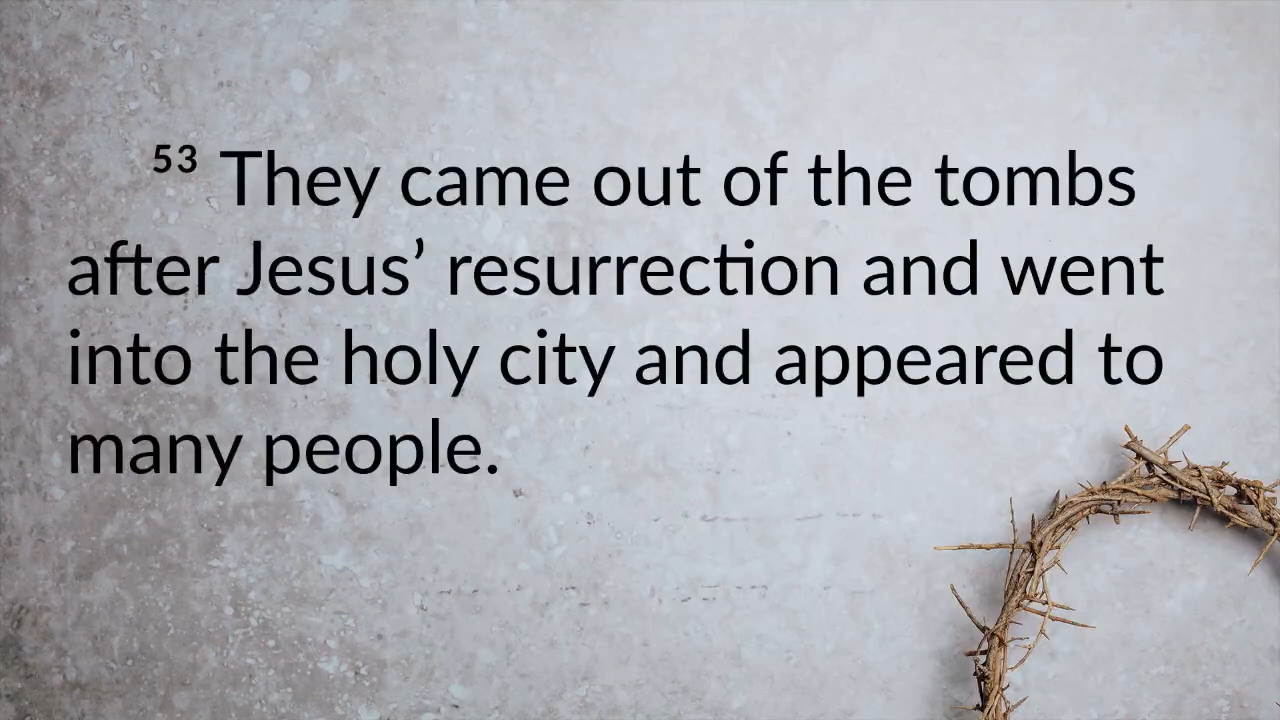 53 They came out of the tombs
after Jesus’ resurrection and went
into the holy city and appeared to
many people.